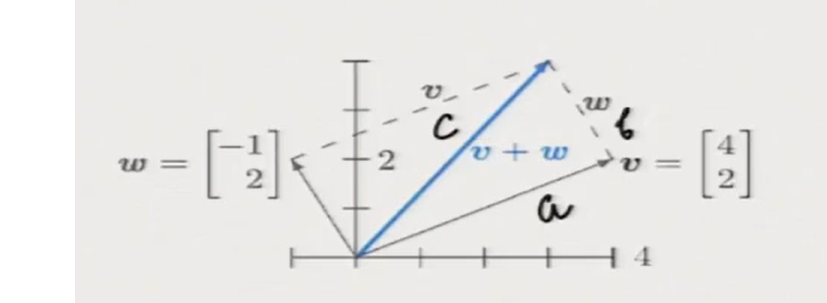 v
c
w
b
w = [-1 2]
2
v + w
v = [4 2]
a
4